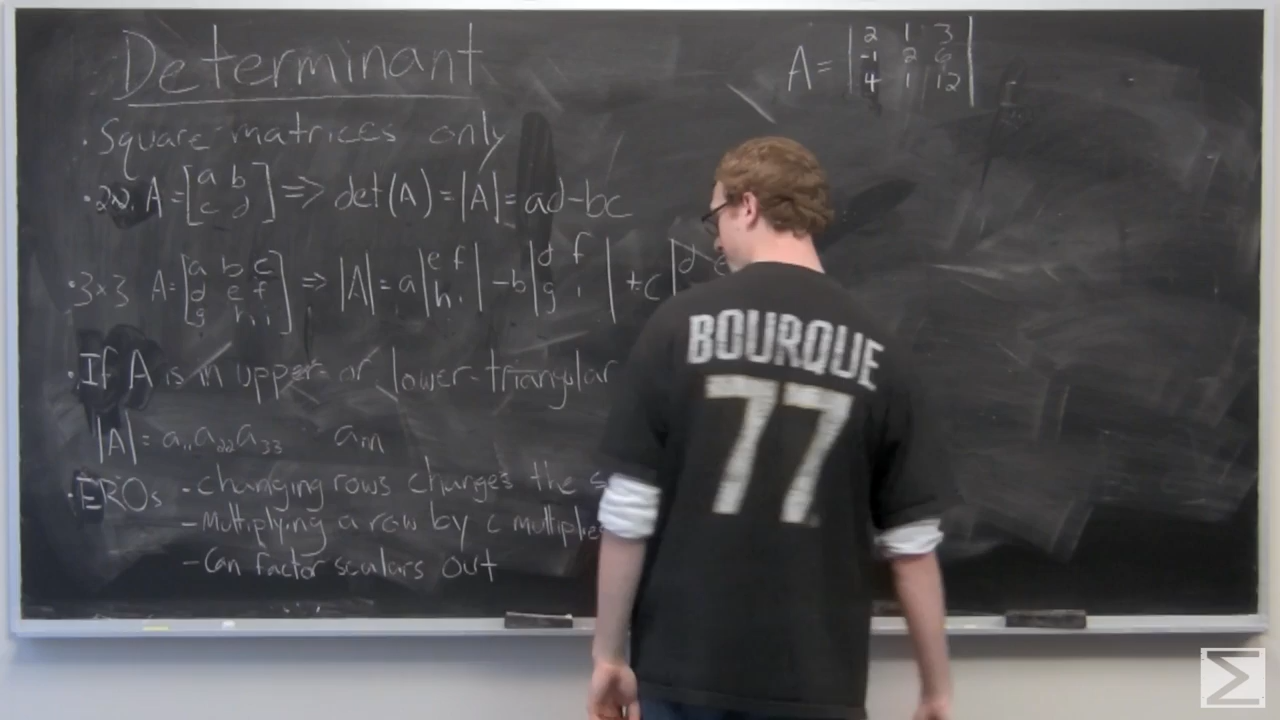 Determinant
· Square matrices only
· 2x2. A = [a b
c d] => det(A) = |A| = ad-bc
· 3x3 A = [a b c
d e f
g h i] => |A| = a |e f
h i| -b |d f
g i| +c |d e
· If A is in upper- or lower-triangular
|A| = a₁₁a₂₂a₃₃ aₙₙ
· EROs - changing rows changes the s
- Multiplying a row by c multiplies
- Can factor scalars out
A = |2 1 3
-1 2 6
4 1 12|
BOURQUE
77
Σ